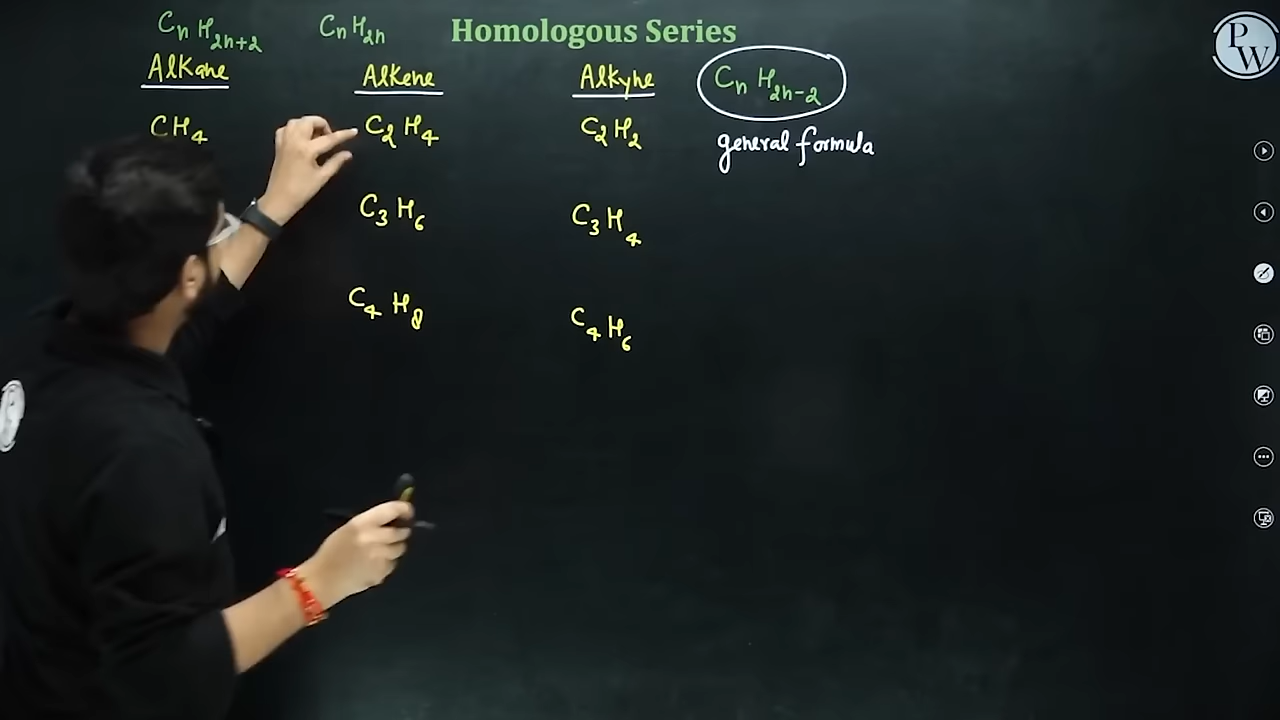 CₙH₂ₙ₊₂ CₙH₂ₙ Homologous Series
Alkane Alkene Alkyne CₙH₂ₙ₋₂
CH₄ C₂H₄ C₂H₂ general formula
C₃H₆ C₃H₄
C₄H₈ C₄H₆
PW